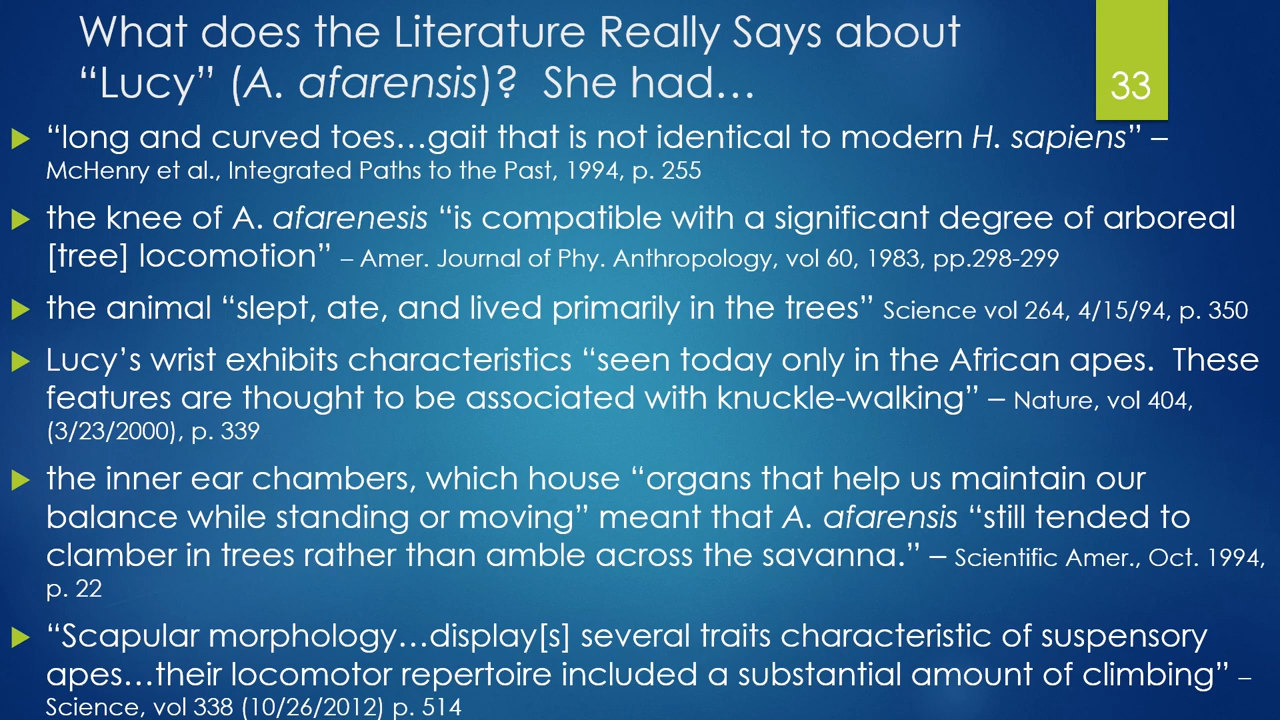 What does the Literature Really Says about
“Lucy” (A. afarensis)?  She had…
33
“long and curved toes…gait that is not identical to modern H. sapiens” –
McHenry et al., Integrated Paths to the Past, 1994, p. 255
the knee of A. afarenesis “is compatible with a significant degree of arboreal
[tree] locomotion” – Amer. Journal of Phy. Anthropology, vol 60, 1983, pp.298-299
the animal “slept, ate, and lived primarily in the trees” Science vol 264, 4/15/94, p. 350
Lucy’s wrist exhibits characteristics “seen today only in the African apes.  These
features are thought to be associated with knuckle-walking” – Nature, vol 404,
(3/23/2000), p. 339
the inner ear chambers, which house “organs that help us maintain our
balance while standing or moving” meant that A. afarensis “still tended to
clamber in trees rather than amble across the savanna.” – Scientific Amer., Oct. 1994,
p. 22
“Scapular morphology…display[s] several traits characteristic of suspensory
apes…their locomotor repertoire included a substantial amount of climbing” –
Science, vol 338 (10/26/2012) p. 514